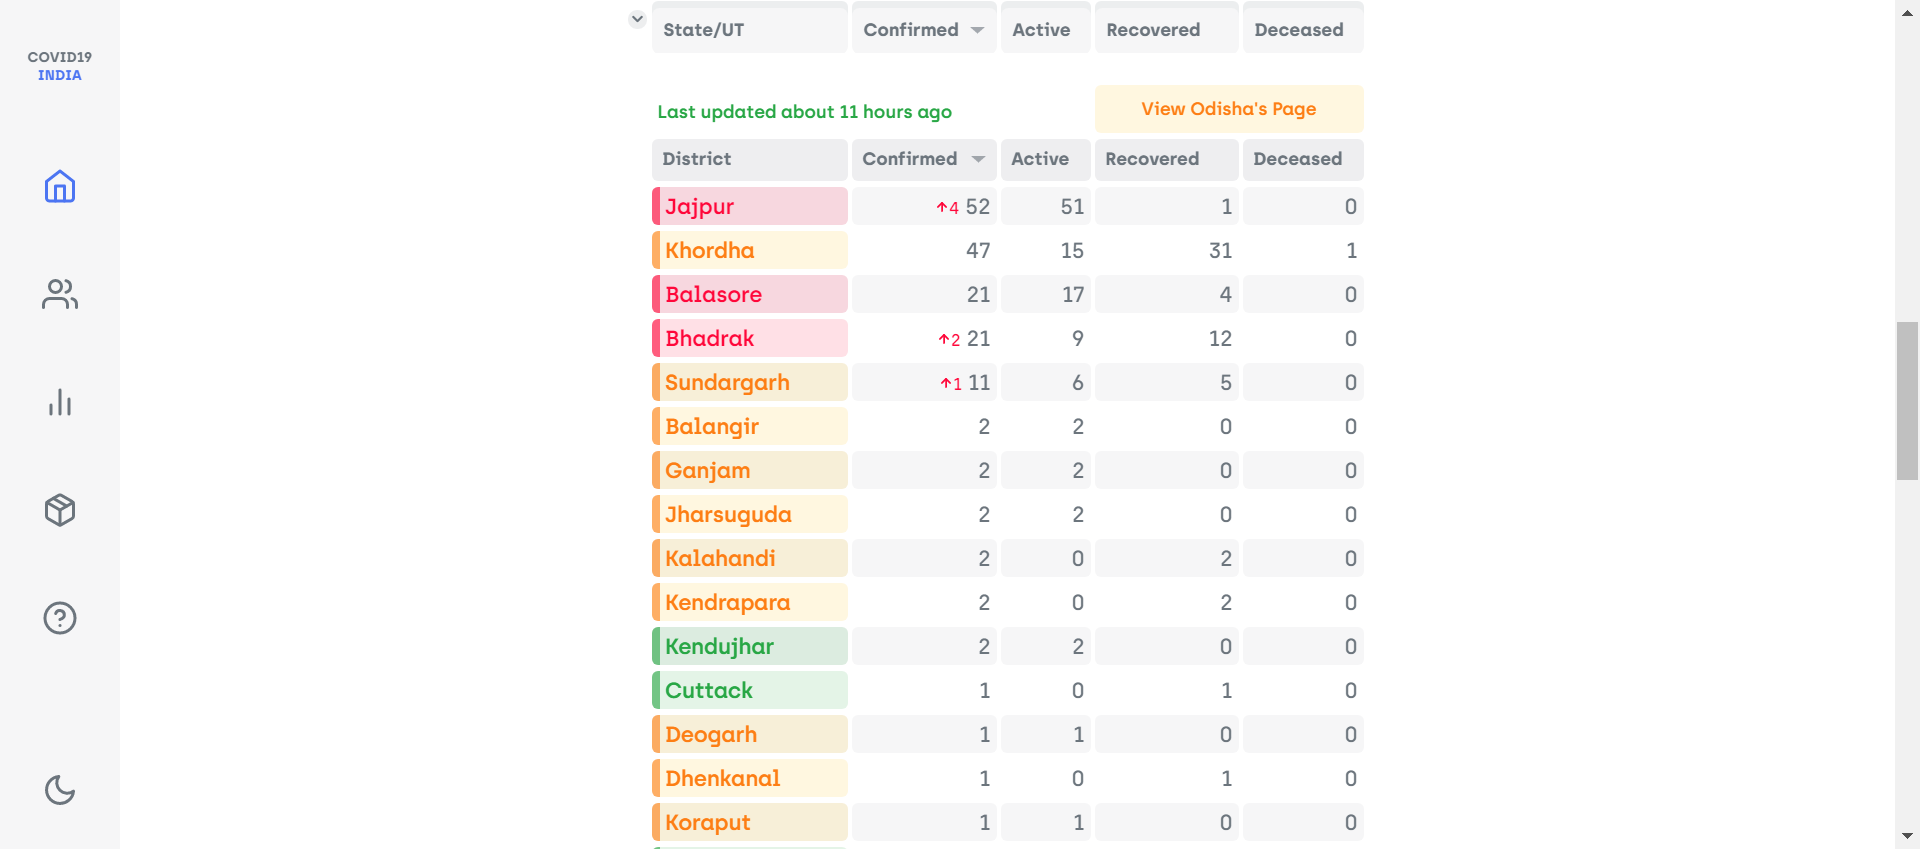 COVID19
INDIA
State/UT Confirmed Active Recovered Deceased
Last updated about 11 hours ago View Odisha's Page
District Confirmed Active Recovered Deceased
Jajpur ↑4 52 51 1 0
Khordha 47 15 31 1
Balasore 21 17 4 0
Bhadrak ↑2 21 9 12 0
Sundargarh ↑1 11 6 5 0
Balangir 2 2 0 0
Ganjam 2 2 0 0
Jharsuguda 2 2 0 0
Kalahandi 2 0 2 0
Kendrapara 2 0 2 0
Kendujhar 2 2 0 0
Cuttack 1 0 1 0
Deogarh 1 1 0 0
Dhenkanal 1 0 1 0
Koraput 1 1 0 0